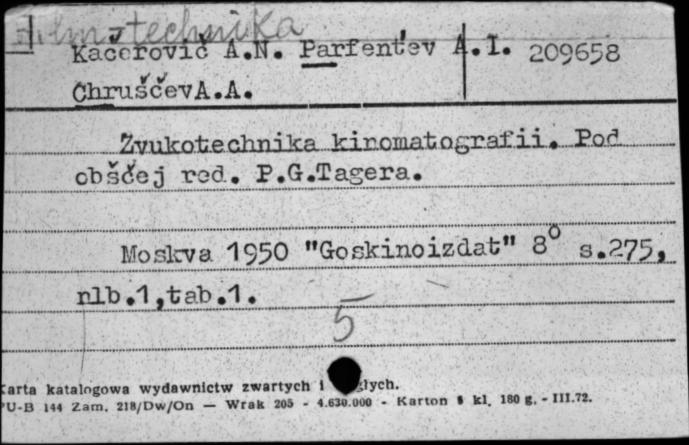 Film - technika
Kacerovič A.N. Parfent'ev A.I. 209658
ChruščevA.A.
Zvukotechnika kinomatografii. Pod
obščej red. P.G.Tagera.
Moskva 1950 "Goskinoizdat" 8° s.275,
nlb.1,tab.1.
5
Karta katalogowa wydawnictw zwartych i
PU-B 144 Zam. 218/Dw/On — Wrak 205 - 4.630.000 - Karton kl. 180 g. - III.72.